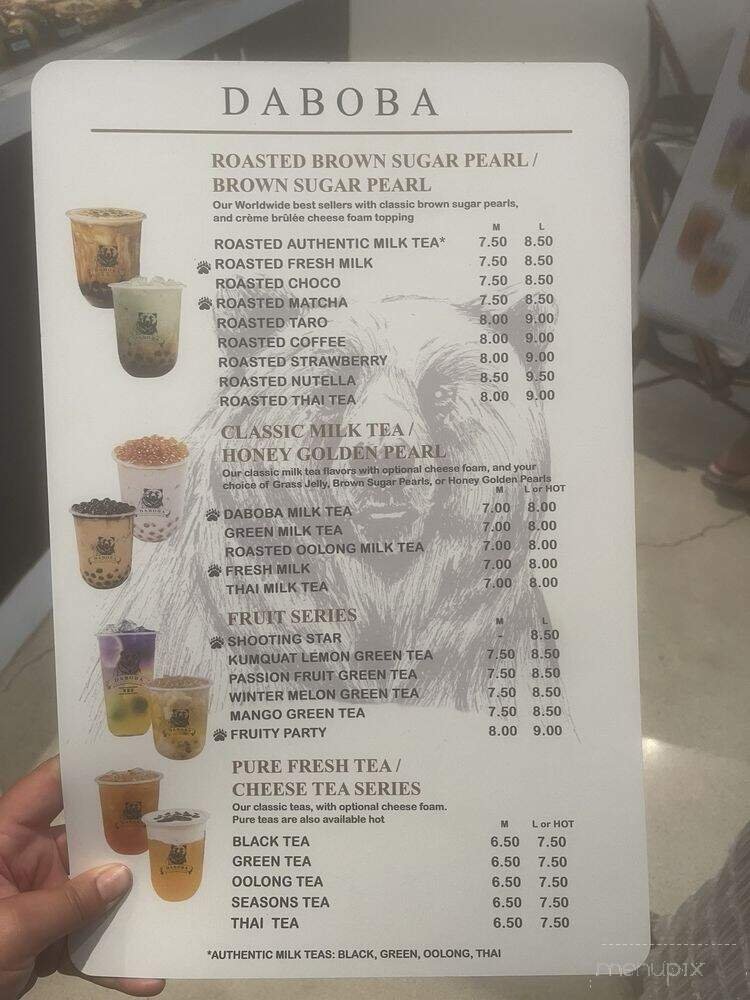 DABOBA
ROASTED BROWN SUGAR PEARL /
BROWN SUGAR PEARL
Our Worldwide best sellers with classic brown sugar pearls,
and crème brûlée cheese foam topping
M L
ROASTED AUTHENTIC MILK TEA* 7.50 8.50
ROASTED FRESH MILK 7.50 8.50
ROASTED CHOCO 7.50 8.50
ROASTED MATCHA 7.50 8.50
ROASTED TARO 8.00 9.00
ROASTED COFFEE 8.00 9.00
ROASTED STRAWBERRY 8.00 9.00
ROASTED NUTELLA 8.50 9.50
ROASTED THAI TEA 8.00 9.00
CLASSIC MILK TEA /
HONEY GOLDEN PEARL
Our classic milk tea flavors with optional cheese foam, and your
choice of Grass Jelly, Brown Sugar Pearls, or Honey Golden Pearls
M L or HOT
DABOBA MILK TEA 7.00 8.00
GREEN MILK TEA 7.00 8.00
ROASTED OOLONG MILK TEA 7.00 8.00
FRESH MILK 7.00 8.00
THAI MILK TEA 7.00 8.00
FRUIT SERIES
M L
SHOOTING STAR - 8.50
KUMQUAT LEMON GREEN TEA 7.50 8.50
PASSION FRUIT GREEN TEA 7.50 8.50
WINTER MELON GREEN TEA 7.50 8.50
MANGO GREEN TEA 7.50 8.50
FRUITY PARTY 8.00 9.00
PURE FRESH TEA /
CHEESE TEA SERIES
Our classic teas, with optional cheese foam.
Pure teas are also available hot
M L or HOT
BLACK TEA 6.50 7.50
GREEN TEA 6.50 7.50
OOLONG TEA 6.50 7.50
SEASONS TEA 6.50 7.50
THAI TEA 6.50 7.50
*AUTHENTIC MILK TEAS: BLACK, GREEN, OOLONG, THAI
menupix